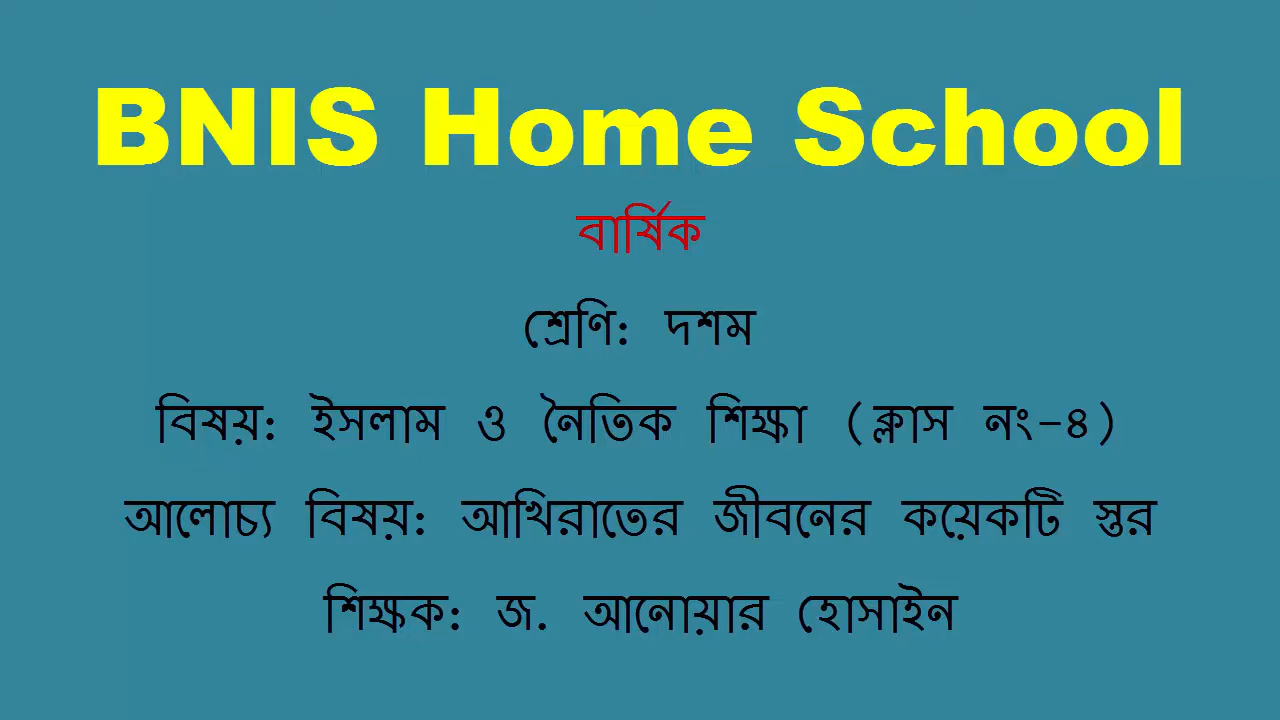 BNIS Home School
বার্ষিক
শ্রেণি: দশম
বিষয়: ইসলাম ও নৈতিক শিক্ষা (ক্লাস নং-৪)
আলোচ্য বিষয়: আখিরাতের জীবনের কয়েকটি স্তর
শিক্ষক: জ. আনোয়ার হোসাইন